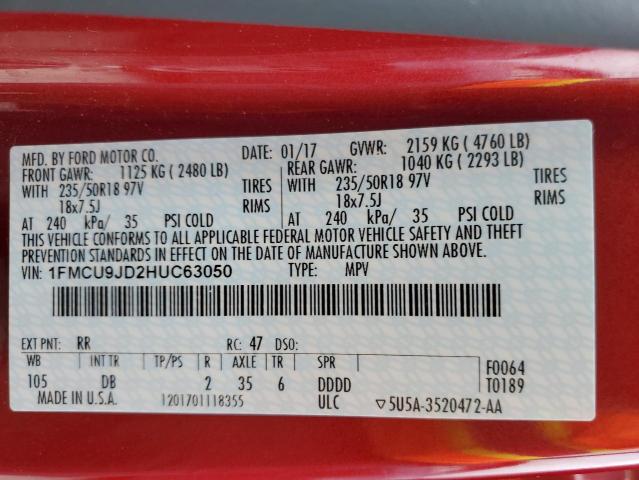 MFD. BY FORD MOTOR CO. DATE: 01/17 GVWR: 2159 KG ( 4760 LB)
FRONT GAWR: 1125 KG ( 2480 LB) REAR GAWR: 1040 KG ( 2293 LB)
WITH 235/50R18 97V TIRES WITH 235/50R18 97V TIRES
18x7.5J RIMS 18x7.5J RIMS
AT 240 kPa/ 35 PSI COLD AT 240 kPa/ 35 PSI COLD
THIS VEHICLE CONFORMS TO ALL APPLICABLE FEDERAL MOTOR VEHICLE SAFETY AND THEFT
PREVENTION STANDARDS IN EFFECT ON THE DATE OF MANUFACTURE SHOWN ABOVE.
VIN: 1FMCU9JD2HUC63050 TYPE: MPV
EXT PNT: RR RC: 47 DSO:
WB INT TR TP/PS R AXLE TR SPR F0064
105 DB 2 35 6 DDDD T0189
MADE IN U.S.A. 1201701118355 ULC ▽5U5A-3520472-AA